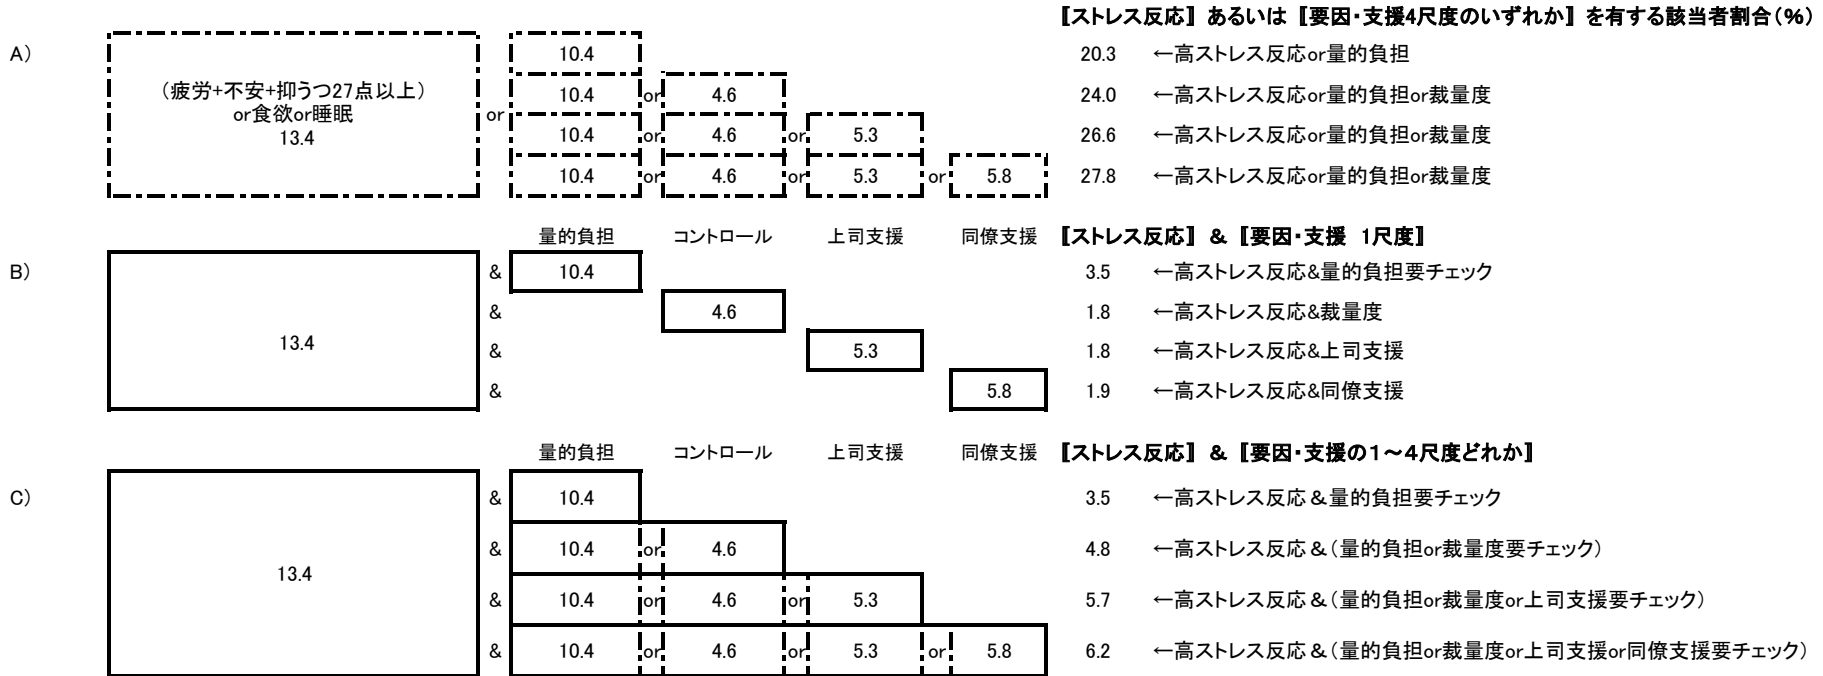 【ストレス反応】 あるいは 【要因・支援4尺度のいずれか】 を有する該当者割合(%)
A) 10.4 20.3 ←高ストレス反応or量的負担
(疲労+不安+抑うつ27点以上) 10.4 or 4.6 24.0 ←高ストレス反応or量的負担or裁量度
or食欲or睡眠 or
13.4 10.4 or 4.6 or 5.3 26.6 ←高ストレス反応or量的負担or裁量度
10.4 or 4.6 or 5.3 or 5.8 27.8 ←高ストレス反応or量的負担or裁量度
量的負担 コントロール 上司支援 同僚支援 【ストレス反応】 & 【要因・支援 1尺度】
B) & 10.4 3.5 ←高ストレス反応&量的負担要チェック
& 4.6 1.8 ←高ストレス反応&裁量度
13.4 & 5.3 1.8 ←高ストレス反応&上司支援
& 5.8 1.9 ←高ストレス反応&同僚支援
量的負担 コントロール 上司支援 同僚支援 【ストレス反応】 & 【要因・支援の1~4尺度どれか】
C) & 10.4 3.5 ←高ストレス反応&量的負担要チェック
& 10.4 or 4.6 4.8 ←高ストレス反応&(量的負担or裁量度要チェック)
13.4
& 10.4 or 4.6 or 5.3 5.7 ←高ストレス反応&(量的負担or裁量度or上司支援要チェック)
& 10.4 or 4.6 or 5.3 or 5.8 6.2 ←高ストレス反応&(量的負担or裁量度or上司支援or同僚支援要チェック)